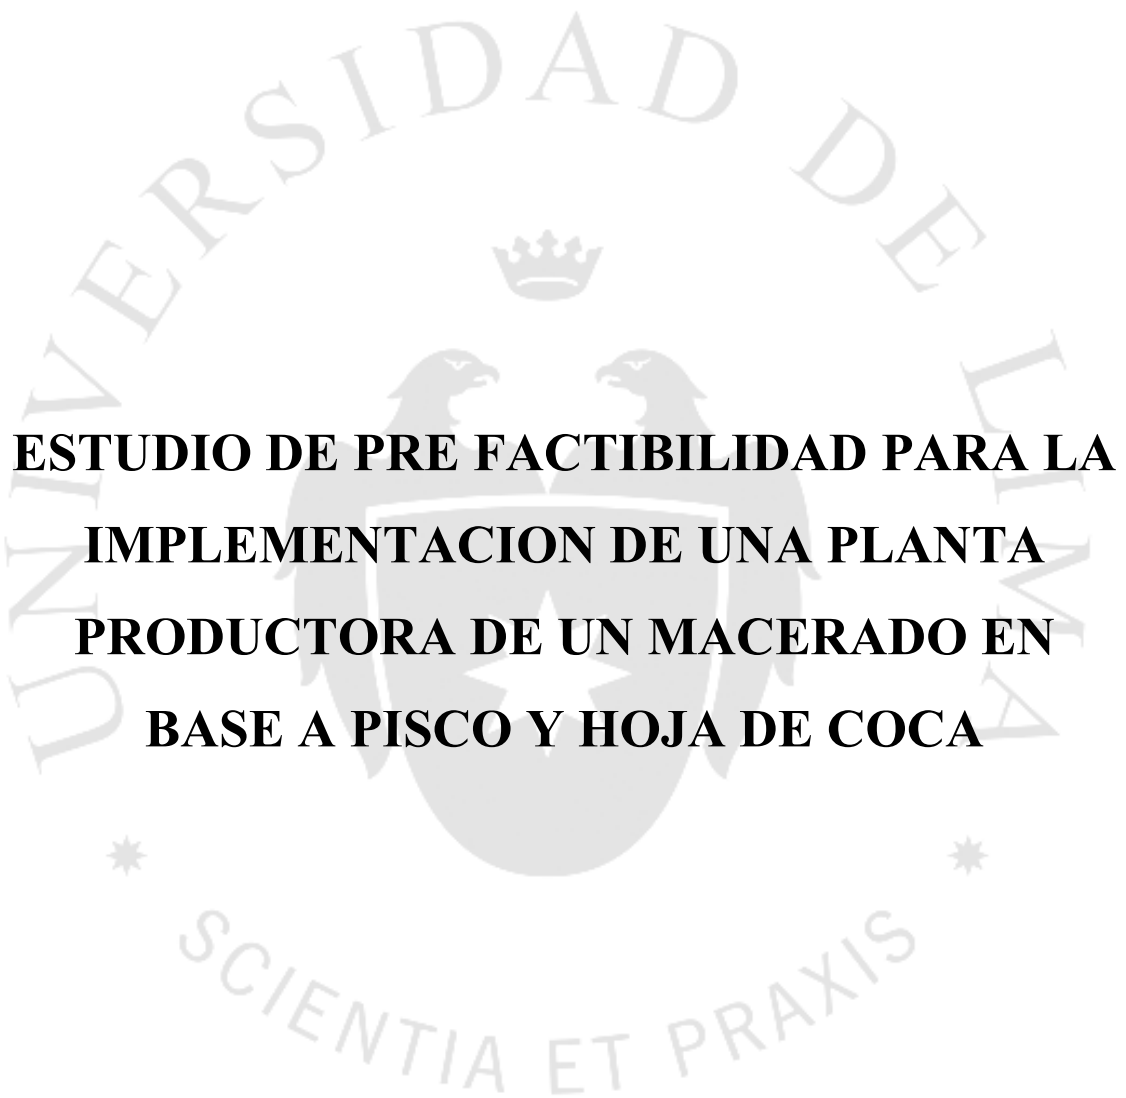 UNIVERSIDAD DE LIMA
ESTUDIO DE PRE FACTIBILIDAD PARA LA
IMPLEMENTACION DE UNA PLANTA
PRODUCTORA DE UN MACERADO EN
BASE A PISCO Y HOJA DE COCA
SCIENTIA ET PRAXIS